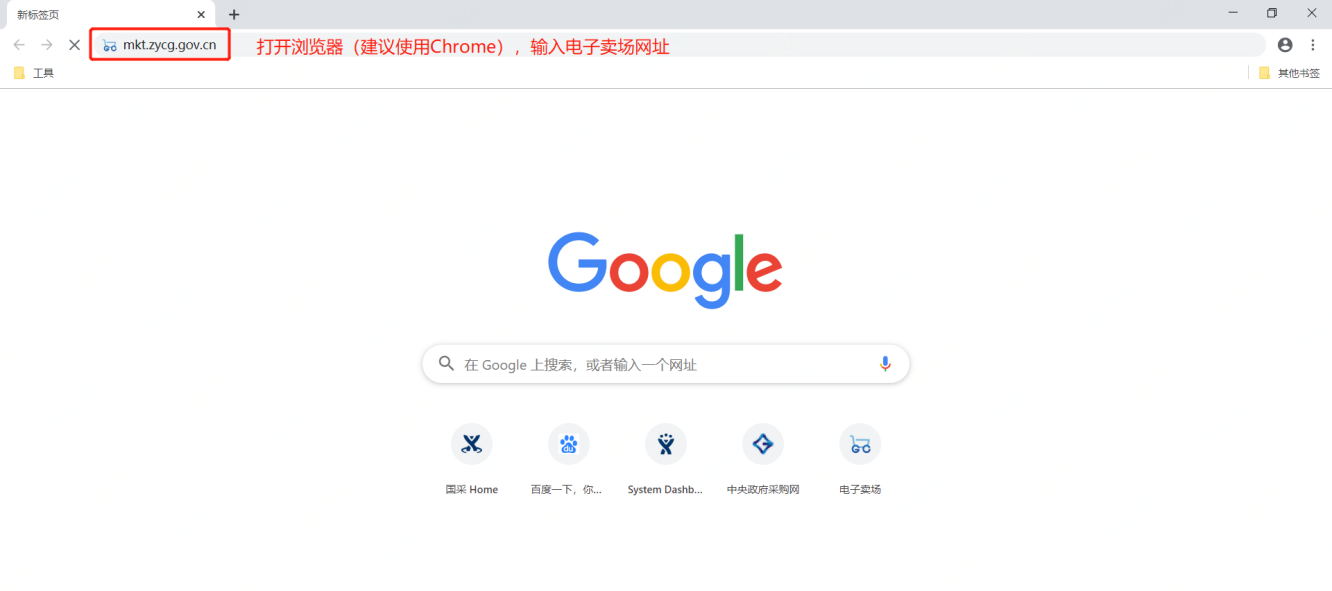 新标签页
mkt.zycg.gov.cn
打开浏览器（建议使用Chrome），输入电子卖场网址
工具
其他书签
Google
在 Google 上搜索，或者输入一个网址
du
国采 Home
百度一下，你...
System Dashb...
中央政府采购网
电子卖场